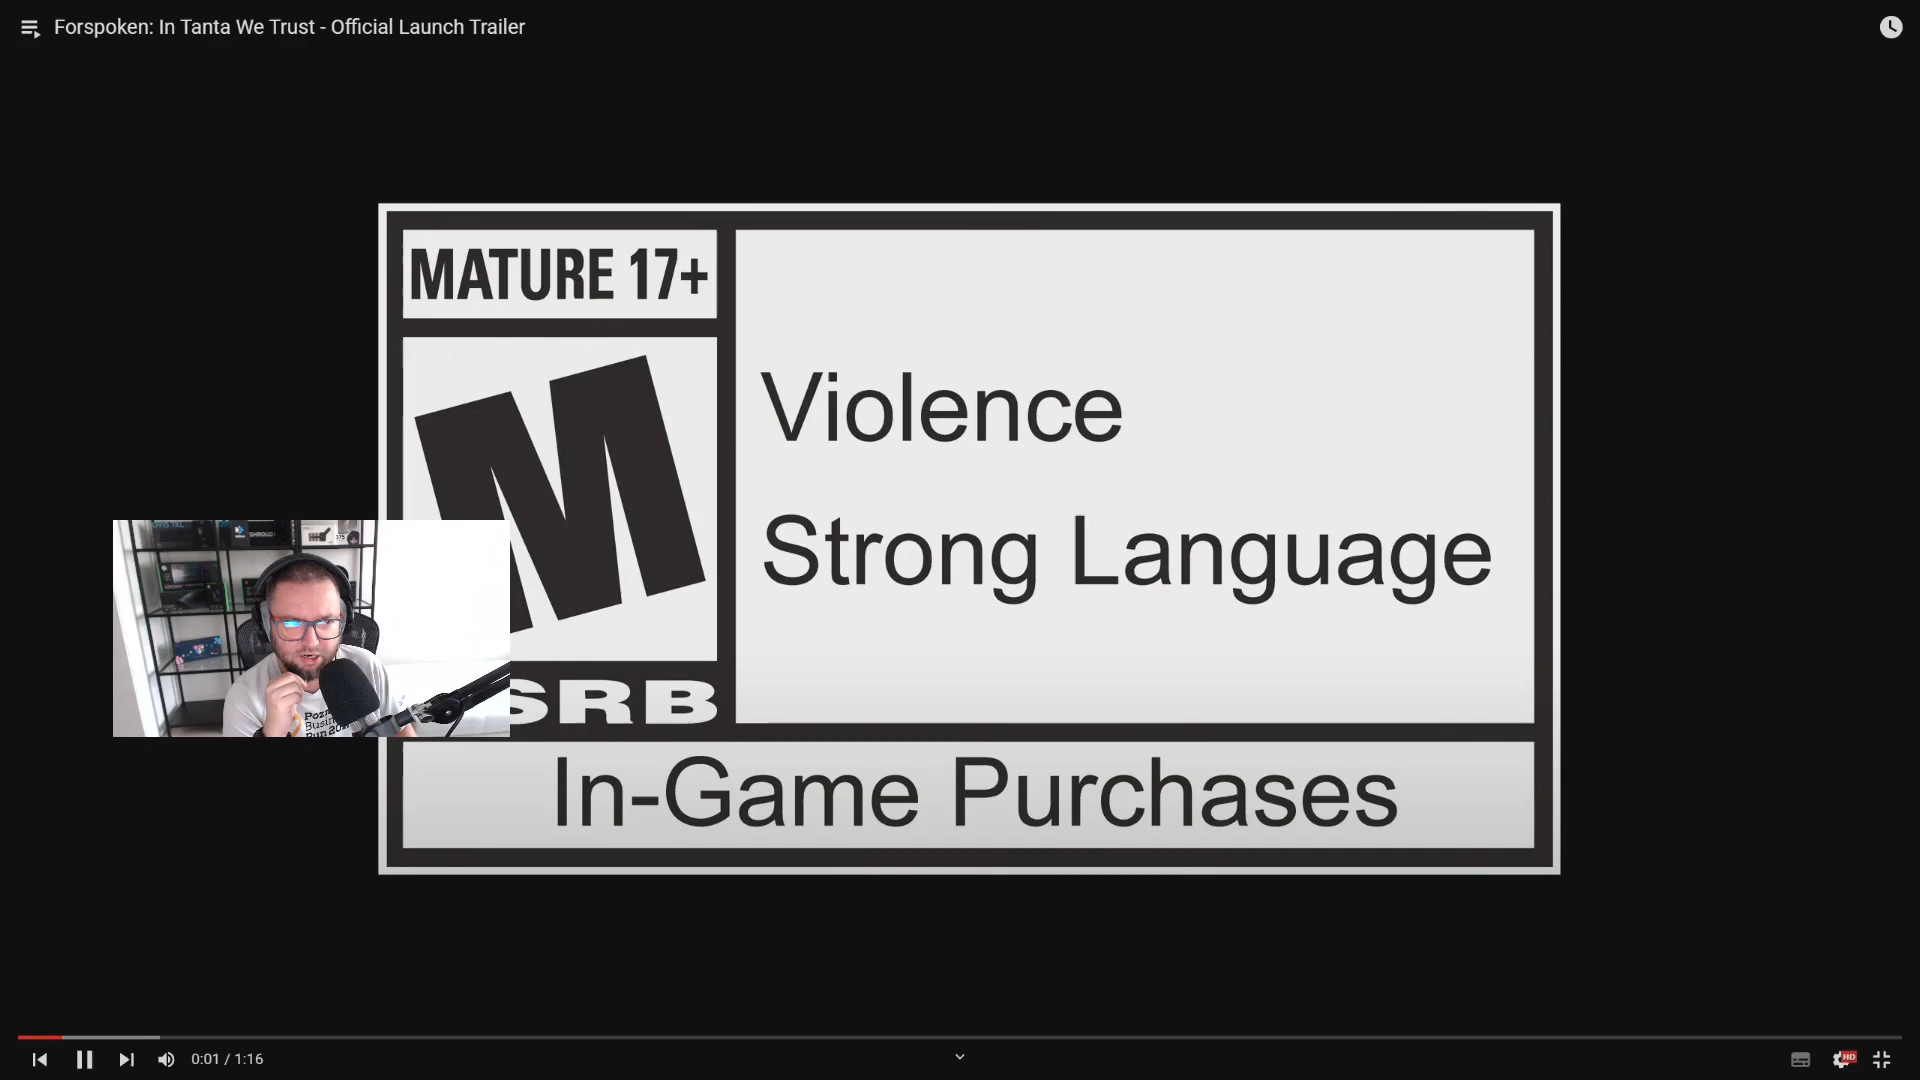 Forspoken: In Tanta We Trust - Official Launch Trailer
MATURE 17+
M
Violence
Strong Language
SRB
In-Game Purchases
0:01 / 1:16
HD